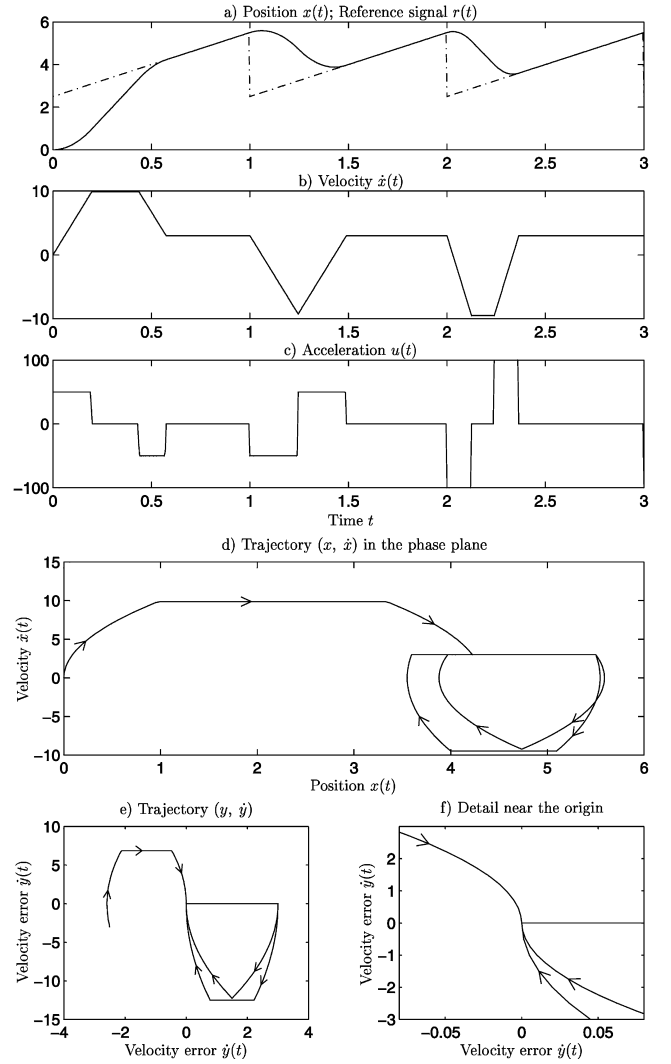 a) Position x(t); Reference signal r(t)
6
4
2
0
0 0.5 1 1.5 2 2.5 3
b) Velocity ẋ(t)
10
0
−10
0 0.5 1 1.5 2 2.5 3
c) Acceleration u(t)
100
50
0
−50
−100
0 0.5 1 1.5 2 2.5 3
Time t
d) Trajectory (x, ẋ) in the phase plane
15
10
5
0
−5
−10
Velocity ẋ(t)
0 1 2 3 4 5 6
Position x(t)
e) Trajectory (y, ẏ)
10
5
0
−5
−10
−15
Velocity error ẏ(t)
−4 −2 0 2 4
Velocity error ẏ(t)
f) Detail near the origin
2
1
0
−1
−2
−3
Velocity error ẏ(t)
−0.05 0 0.05
Velocity error ẏ(t)